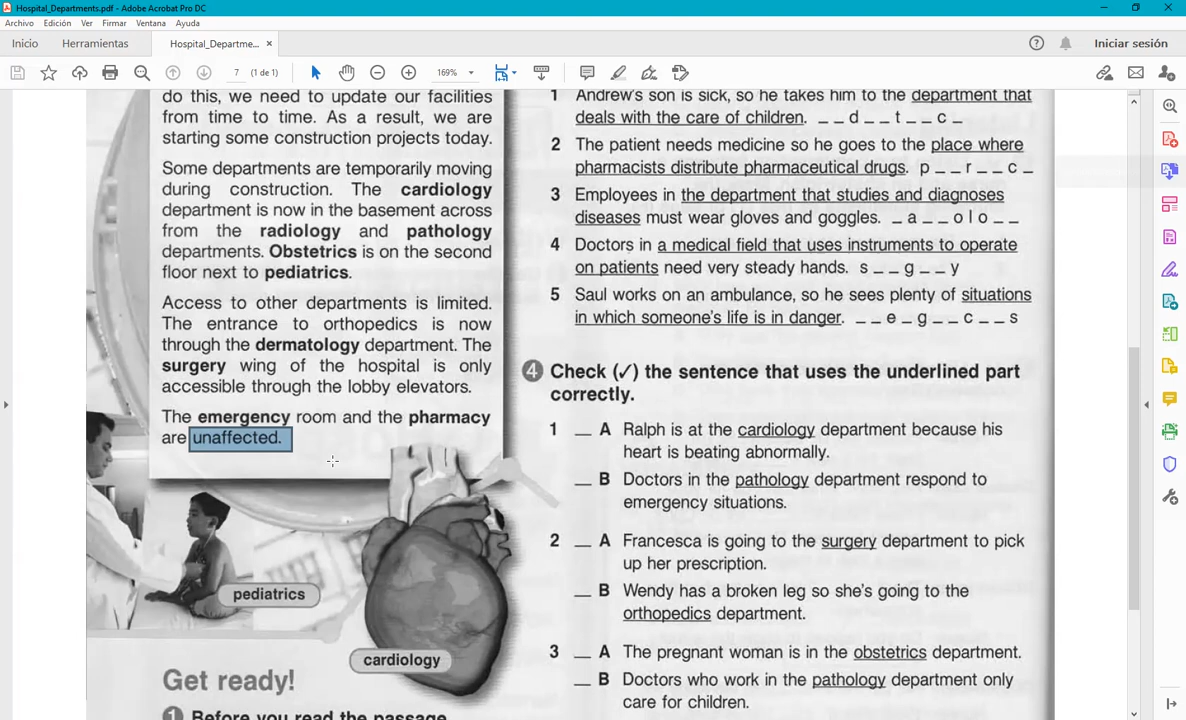 Hospital_Departments.pdf - Adobe Acrobat Pro DC
Archivo Edición Ver Firmar Ventana Ayuda
Inicio Herramientas Hospital_Departme... × Iniciar sesión
7 (1 de 1) 169%
do this, we need to update our facilities
from time to time. As a result, we are
starting some construction projects today.
Some departments are temporarily moving
during construction. The cardiology
department is now in the basement across
from the radiology and pathology
departments. Obstetrics is on the second
floor next to pediatrics.
Access to other departments is limited.
The entrance to orthopedics is now
through the dermatology department. The
surgery wing of the hospital is only
accessible through the lobby elevators.
The emergency room and the pharmacy
are unaffected.
pediatrics
cardiology
Get ready!
1 Before you read the passage
1 Andrew's son is sick, so he takes him to the department that
deals with the care of children. _ _ d _ _ t _ _ c _
2 The patient needs medicine so he goes to the place where
pharmacists distribute pharmaceutical drugs. p _ _ r _ _ c _
3 Employees in the department that studies and diagnoses
diseases must wear gloves and goggles. _ a _ _ o l o _ _
4 Doctors in a medical field that uses instruments to operate
on patients need very steady hands. s _ _ g _ _ y
5 Saul works on an ambulance, so he sees plenty of situations
in which someone's life is in danger. _ _ e _ g _ _ c _ _ s
4 Check (✓) the sentence that uses the underlined part
correctly.
1 _ A Ralph is at the cardiology department because his
heart is beating abnormally.
_ B Doctors in the pathology department respond to
emergency situations.
2 _ A Francesca is going to the surgery department to pick
up her prescription.
_ B Wendy has a broken leg so she's going to the
orthopedics department.
3 _ A The pregnant woman is in the obstetrics department.
_ B Doctors who work in the pathology department only
care for children.